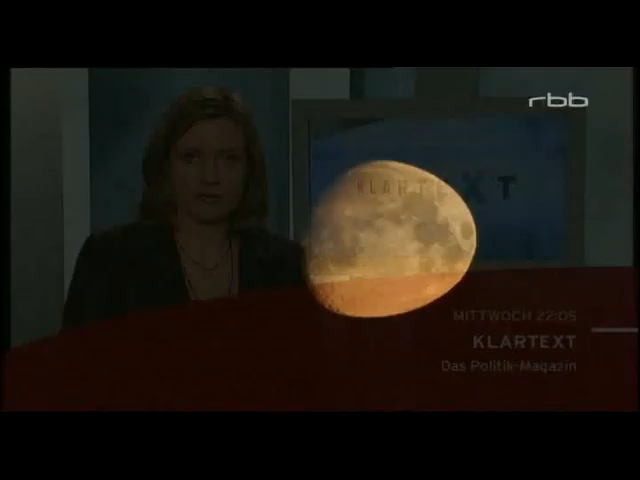 rbb
KLARTEXT
MITTWOCH 22:05
KLARTEXT
Das Politik-Magazin